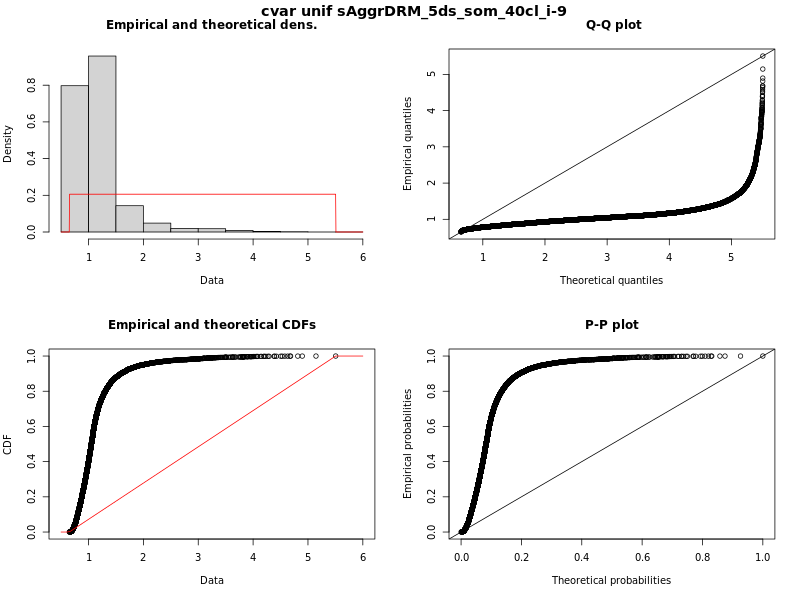 cvar unif sAggrDRM_5ds_som_40cl_i-9
Empirical and theoretical dens.
Density
0.0 0.2 0.4 0.6 0.8
1 2 3 4 5 6
Data
Q-Q plot
Empirical quantiles
1 2 3 4 5
1 2 3 4 5
Theoretical quantiles
Empirical and theoretical CDFs
CDF
0.0 0.2 0.4 0.6 0.8 1.0
1 2 3 4 5 6
Data
P-P plot
Empirical probabilities
0.0 0.2 0.4 0.6 0.8 1.0
0.0 0.2 0.4 0.6 0.8 1.0
Theoretical probabilities